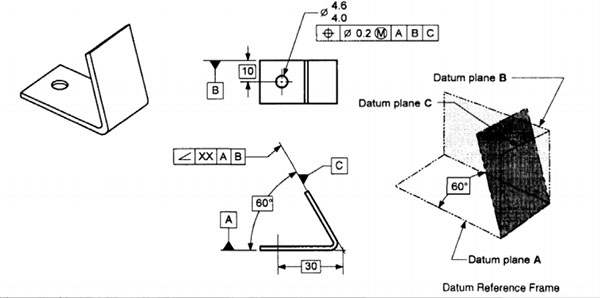 ⌀ 4.6
4.0
⌖ ⌀ 0.2 Ⓜ A B C
10
B
Datum plane B
Datum plane C
∠ XX A B
C
60°
60°
A
30
Datum plane A
Datum Reference Frame